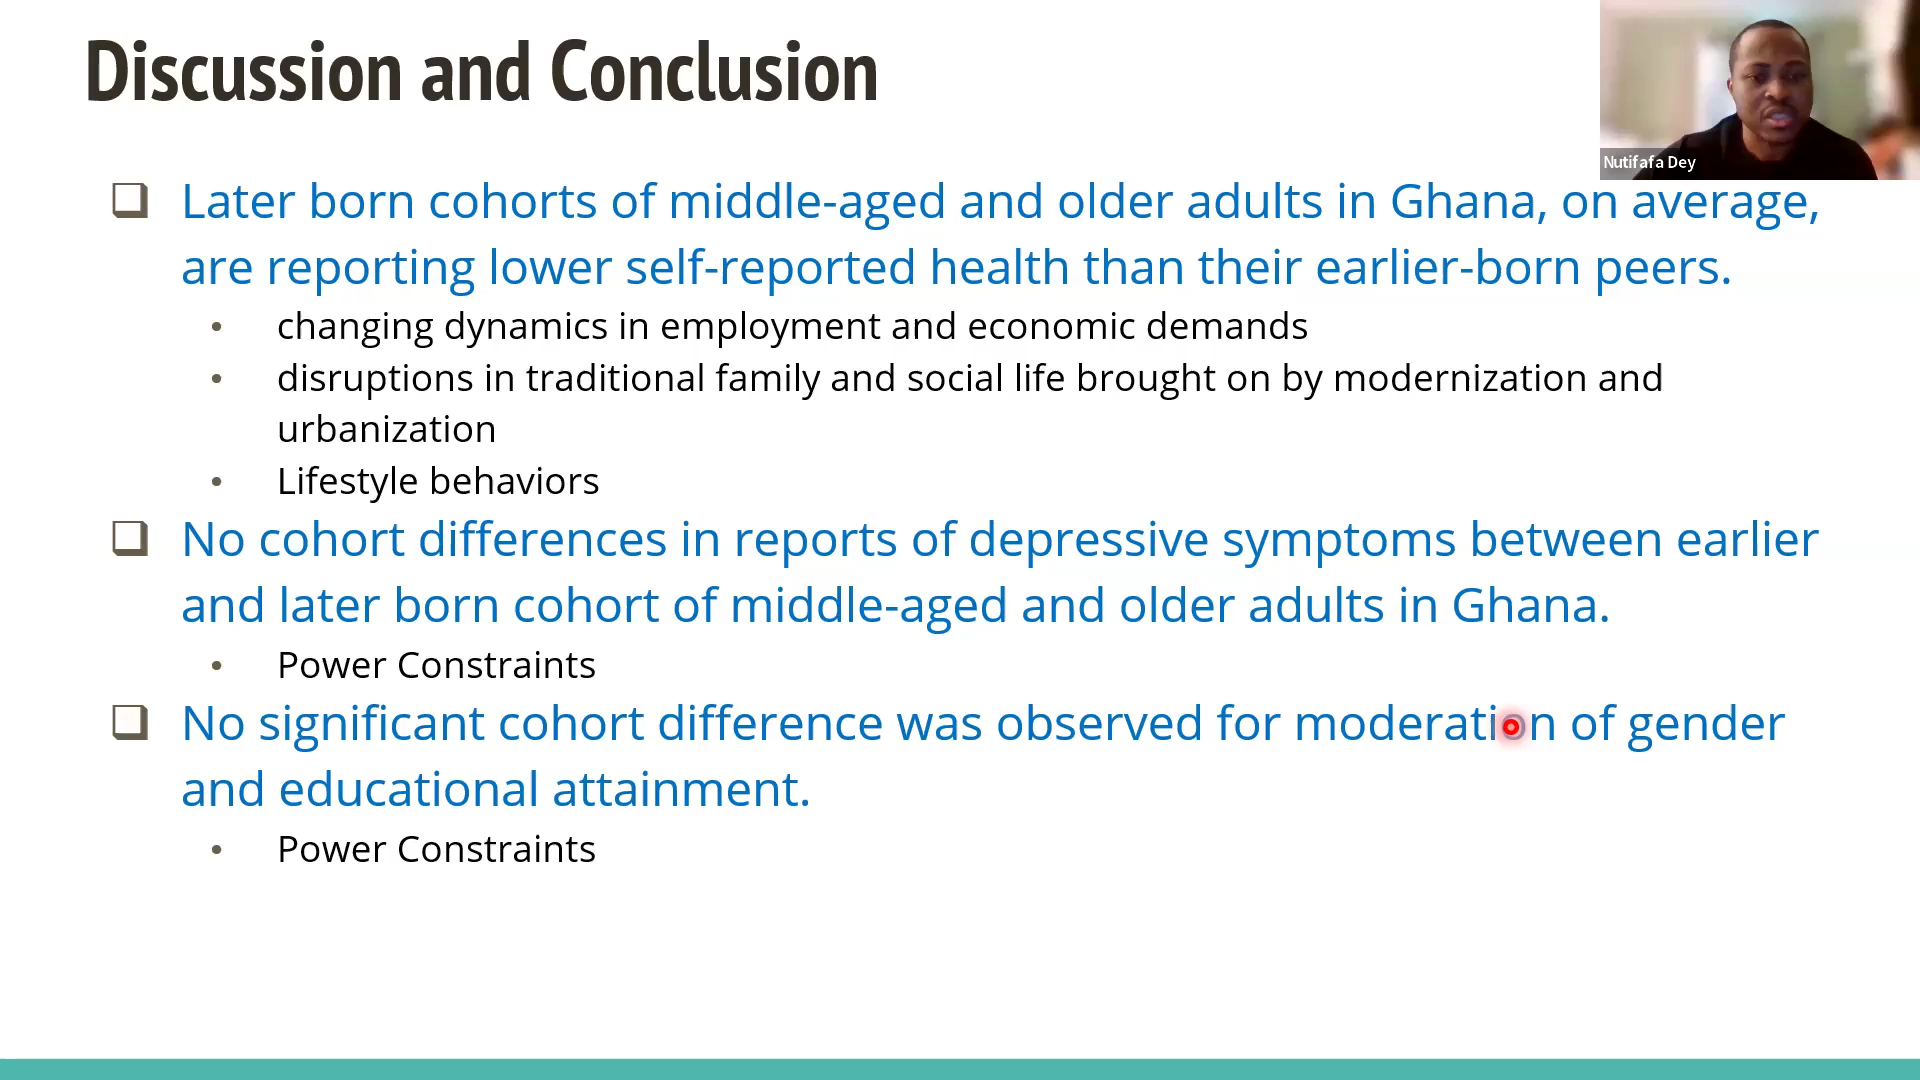 Discussion and Conclusion
Nutifafa Dey
Later born cohorts of middle-aged and older adults in Ghana, on average,
are reporting lower self-reported health than their earlier-born peers.
• changing dynamics in employment and economic demands
• disruptions in traditional family and social life brought on by modernization and
urbanization
• Lifestyle behaviors
No cohort differences in reports of depressive symptoms between earlier
and later born cohort of middle-aged and older adults in Ghana.
• Power Constraints
No significant cohort difference was observed for moderation of gender
and educational attainment.
• Power Constraints